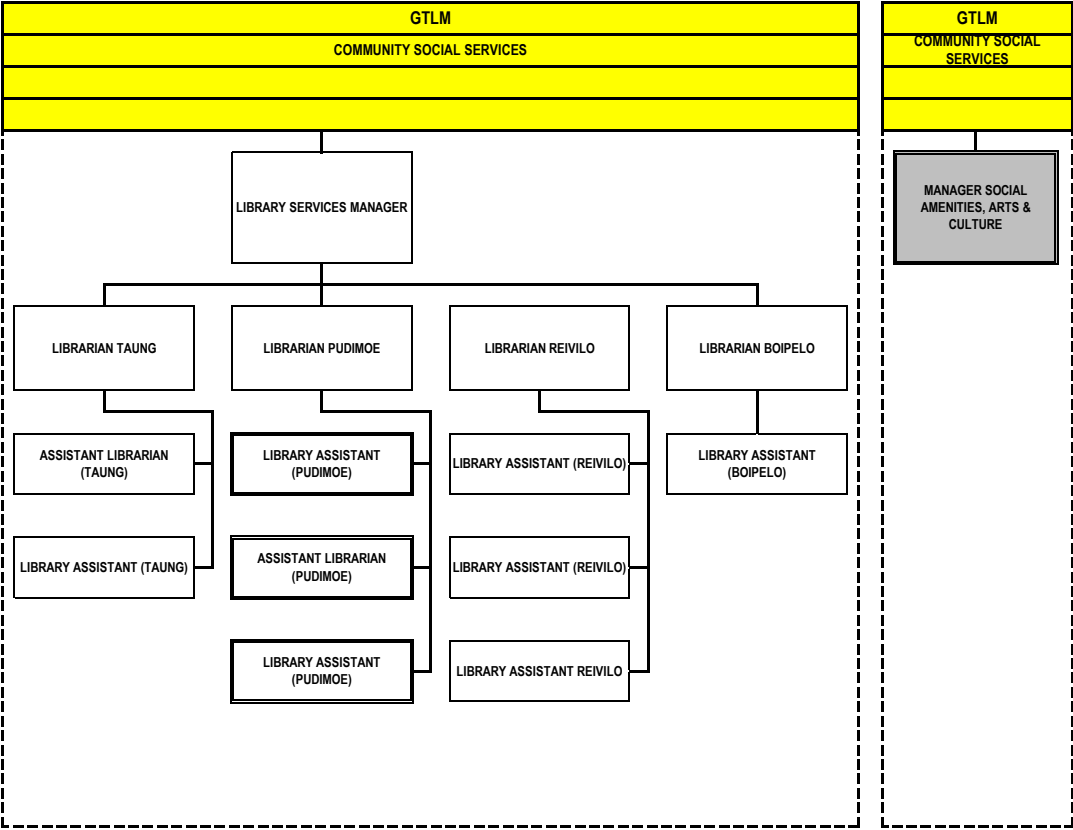 GTLM
COMMUNITY SOCIAL SERVICES
LIBRARY SERVICES MANAGER
LIBRARIAN TAUNG
LIBRARIAN PUDIMOE
LIBRARIAN REIVILO
LIBRARIAN BOIPELO
ASSISTANT LIBRARIAN
(TAUNG)
LIBRARY ASSISTANT
(PUDIMOE)
LIBRARY ASSISTANT (REIVILO)
LIBRARY ASSISTANT
(BOIPELO)
LIBRARY ASSISTANT (TAUNG)
ASSISTANT LIBRARIAN
(PUDIMOE)
LIBRARY ASSISTANT (REIVILO)
LIBRARY ASSISTANT
(PUDIMOE)
LIBRARY ASSISTANT REIVILO
GTLM
COMMUNITY SOCIAL
SERVICES
MANAGER SOCIAL
AMENITIES, ARTS &
CULTURE